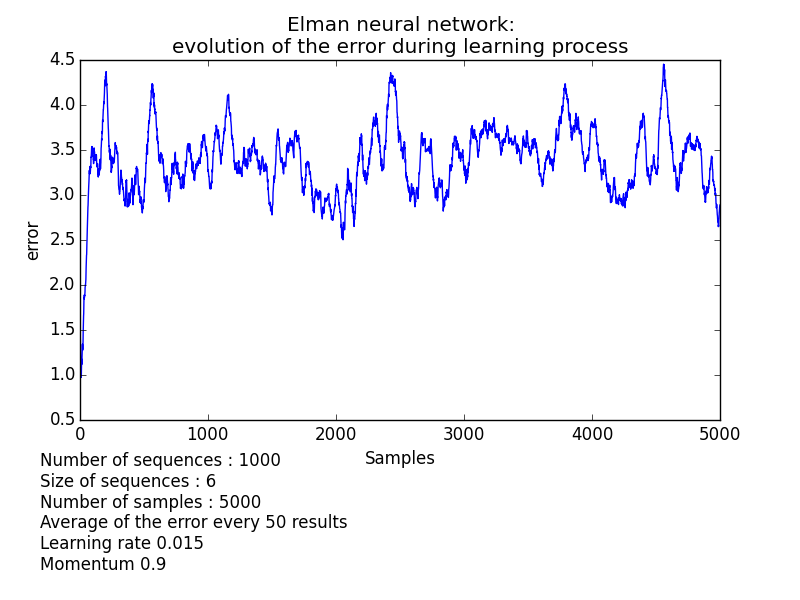 Elman neural network:
evolution of the error during learning process
4.5
4.0
3.5
3.0
2.5
2.0
1.5
1.0
0.5
error
0 1000 2000 3000 4000 5000
Samples
Number of sequences : 1000
Size of sequences : 6
Number of samples : 5000
Average of the error every 50 results
Learning rate 0.015
Momentum 0.9